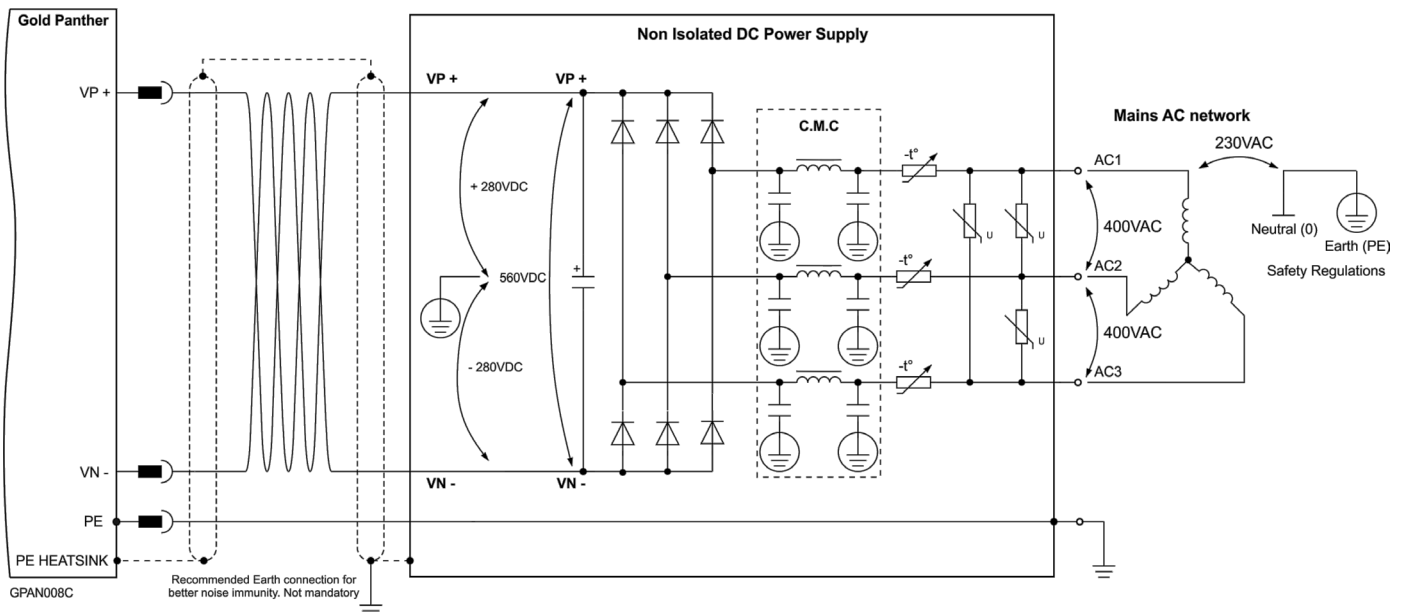 Gold Panther
Non Isolated DC Power Supply
VP +
VP +
VP +
C.M.C
Mains AC network
230VAC
-t°
AC1
+ 280VDC
U
U
400VAC
Neutral (0)
Earth (PE)
Safety Regulations
560VDC
+
-t°
AC2
- 280VDC
U
400VAC
-t°
AC3
VN -
VN -
VN -
PE
PE HEATSINK
GPAN008C
Recommended Earth connection for
better noise immunity. Not mandatory